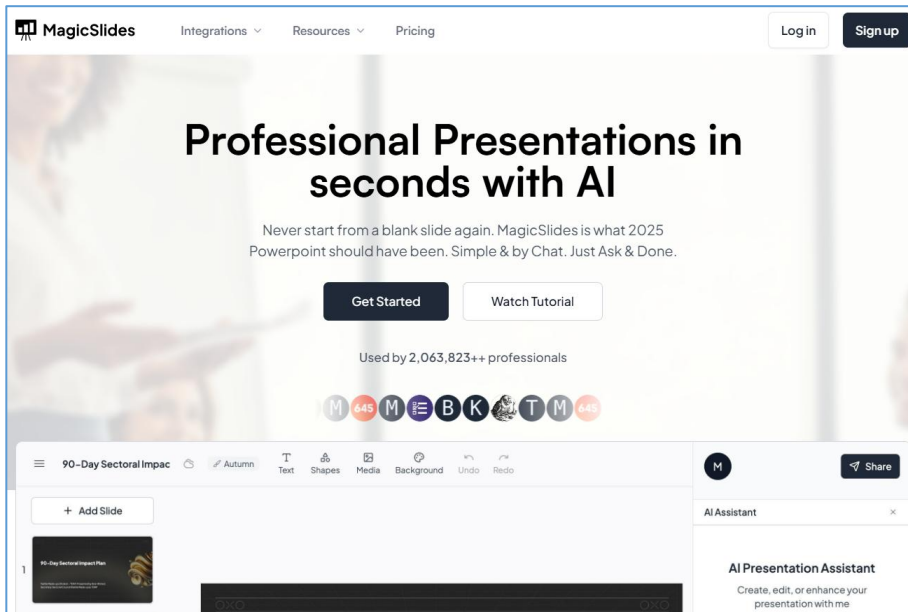 MagicSlides
Integrations
Resources
Pricing
Log in
Sign up
Professional Presentations in
seconds with AI
Never start from a blank slide again. MagicSlides is what 2025
Powerpoint should have been. Simple & by Chat. Just Ask & Done.
Get Started
Watch Tutorial
Used by 2,063,823++ professionals
M 645 M B K T M 645
90-Day Sectoral Impac
Autumn
Text
Shapes
Media
Background
Undo
Redo
M
Share
+ Add Slide
AI Assistant
1
90-Day Sectoral Impact Plan
AI Presentation Assistant
Create, edit, or enhance your
presentation with me